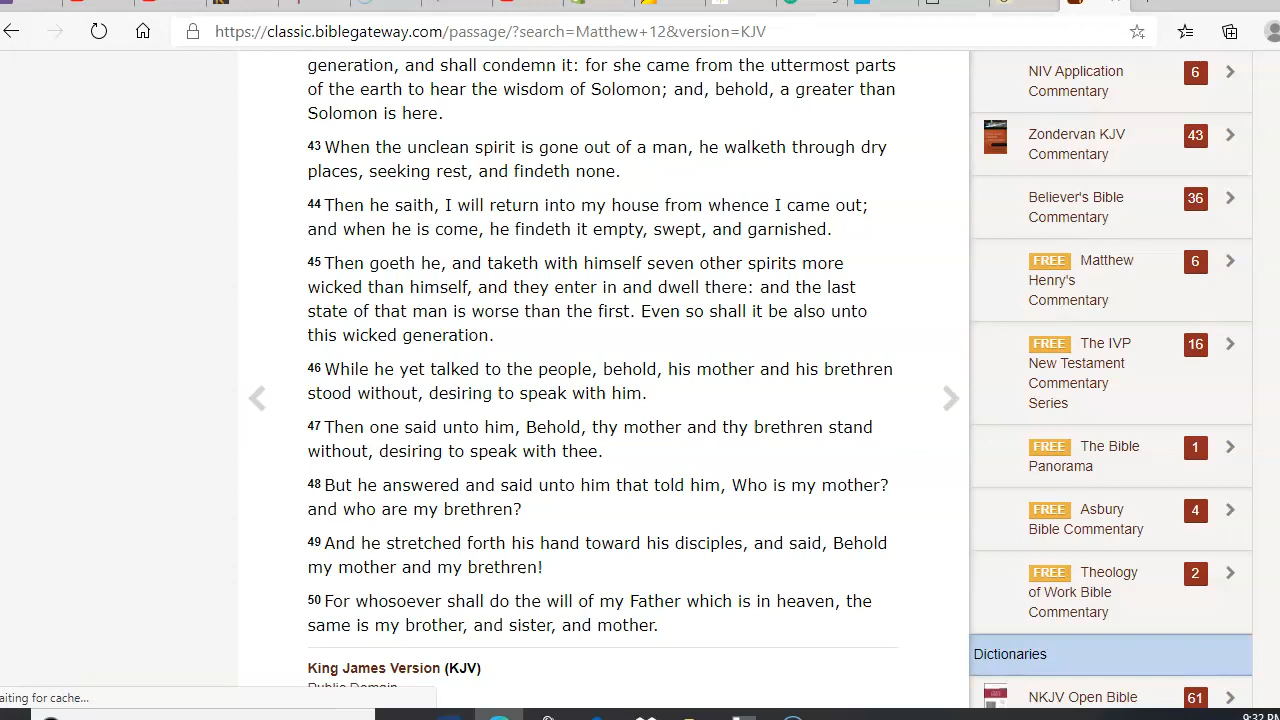 https://classic.biblegateway.com/passage/?search=Matthew+12&version=KJV
generation, and shall condemn it: for she came from the uttermost parts
of the earth to hear the wisdom of Solomon; and, behold, a greater than
Solomon is here.
43 When the unclean spirit is gone out of a man, he walketh through dry
places, seeking rest, and findeth none.
44 Then he saith, I will return into my house from whence I came out;
and when he is come, he findeth it empty, swept, and garnished.
45 Then goeth he, and taketh with himself seven other spirits more
wicked than himself, and they enter in and dwell there: and the last
state of that man is worse than the first. Even so shall it be also unto
this wicked generation.
46 While he yet talked to the people, behold, his mother and his brethren
stood without, desiring to speak with him.
47 Then one said unto him, Behold, thy mother and thy brethren stand
without, desiring to speak with thee.
48 But he answered and said unto him that told him, Who is my mother?
and who are my brethren?
49 And he stretched forth his hand toward his disciples, and said, Behold
my mother and my brethren!
50 For whosoever shall do the will of my Father which is in heaven, the
same is my brother, and sister, and mother.
King James Version (KJV)
Public Domain
aiting for cache...
NIV Application 6
Commentary
Zondervan KJV 43
Commentary
Believer's Bible 36
Commentary
FREE Matthew 6
Henry's
Commentary
FREE The IVP 16
New Testament
Commentary
Series
FREE The Bible 1
Panorama
FREE Asbury 4
Bible Commentary
FREE Theology 2
of Work Bible
Commentary
Dictionaries
NKJV Open Bible 61
9:32 PM